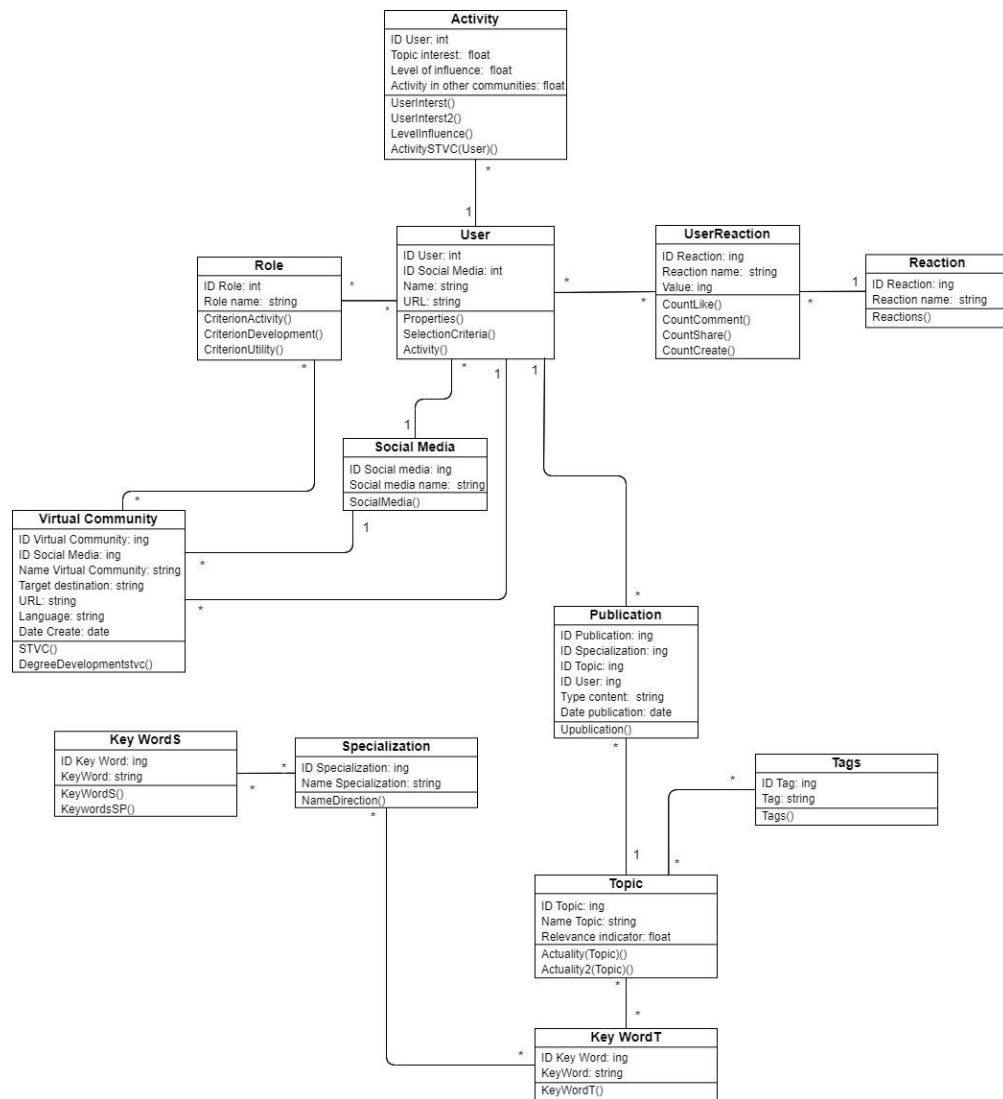 Activity
ID User: int
Topic interest:  float
Level of influence:  float
Activity in other communities: float
UserInterst()
UserInterst2()
LevelInfluence()
ActivitySTVC(User)()
*
1
User
ID User: int
ID Social Media: int
Name: string
URL: string
Properties()
SelectionCriteria()
Activity()
UserReaction
ID Reaction: ing
Reaction name:  string
Value: ing
CountLike()
CountComment()
CountShare()
CountCreate()
Reaction
ID Reaction: ing
Reaction name:  string
Reactions()
Role
ID Role: int
Role name:  string
CriterionActivity()
CriterionDevelopment()
CriterionUtility()
*
*
*
*
1
*
*
*
1
1
1
Social Media
ID Social media: ing
Social media name:  string
SocialMedia()
*
1
*
*
Virtual Community
ID Virtual Community: ing
ID Social Media: ing
Name Virtual Community: string
Target destination: string
URL: string
Language: string
Date Create: date
STVC()
DegreeDevelopmentstvc()
*
Publication
ID Publication: ing
ID Specialization: ing
ID Topic: ing
ID User: ing
Type content:  string
Date publication: date
Upublication()
*
Key WordS
ID Key Word: ing
KeyWord: string
KeyWordS()
KeywordsSP()
*
*
Specialization
ID Specialization: ing
Name Specialization: string
NameDirection()
*
Tags
ID Tag: ing
Tag: string
Tags()
*
*
1
Topic
ID Topic: ing
Name Topic: string
Relevance indicator: float
Actuality(Topic)()
Actuality2(Topic)()
*
*
*
Key WordT
ID Key Word: ing
KeyWord: string
KeyWordT()